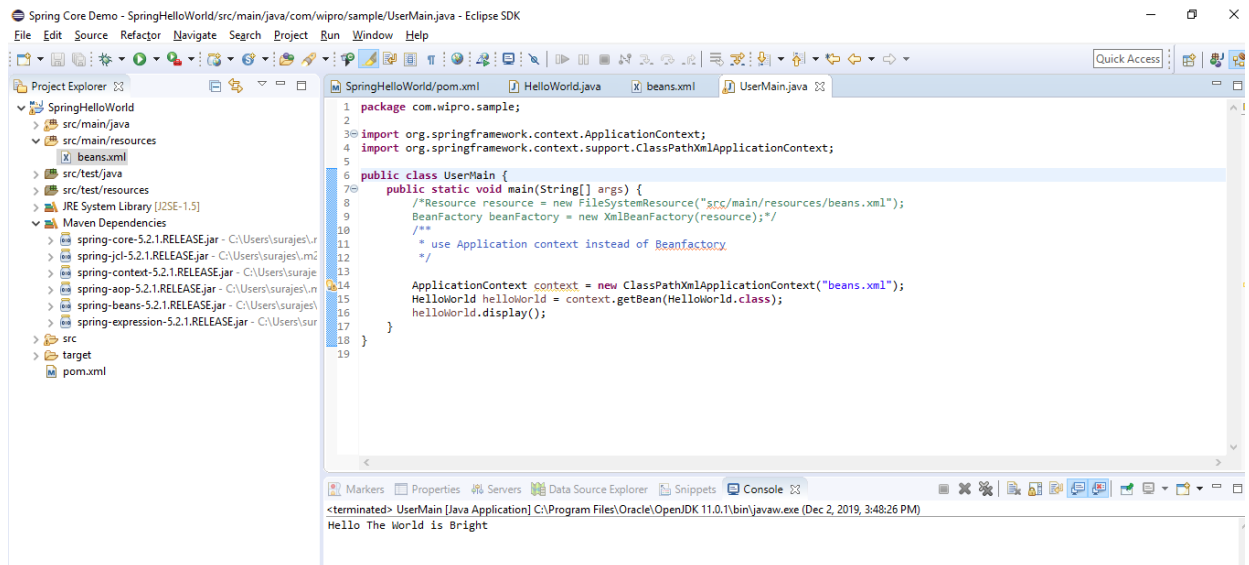 Spring Core Demo - SpringHelloWorld/src/main/java/com/wipro/sample/UserMain.java - Eclipse SDK
File Edit Source Refactor Navigate Search Project Run Window Help
Quick Access
Project Explorer
SpringHelloWorld
src/main/java
src/main/resources
beans.xml
src/test/java
src/test/resources
JRE System Library [J2SE-1.5]
Maven Dependencies
spring-core-5.2.1.RELEASE.jar - C:\Users\surajes\.r
spring-jcl-5.2.1.RELEASE.jar - C:\Users\surajes\.m2
spring-context-5.2.1.RELEASE.jar - C:\Users\suraje
spring-aop-5.2.1.RELEASE.jar - C:\Users\surajes\.n
spring-beans-5.2.1.RELEASE.jar - C:\Users\surajes\
spring-expression-5.2.1.RELEASE.jar - C:\Users\sur
src
target
pom.xml
SpringHelloWorld/pom.xml HelloWorld.java beans.xml UserMain.java
1 package com.wipro.sample;
2
3 import org.springframework.context.ApplicationContext;
4 import org.springframework.context.support.ClassPathXmlApplicationContext;
5
6 public class UserMain {
7 public static void main(String[] args) {
8 /*Resource resource = new FileSystemResource("src/main/resources/beans.xml");
9 BeanFactory beanFactory = new XmlBeanFactory(resource);*/
10 /**
11 * use Application context instead of Beanfactory
12 */
13
14 ApplicationContext context = new ClassPathXmlApplicationContext("beans.xml");
15 HelloWorld helloWorld = context.getBean(HelloWorld.class);
16 helloWorld.display();
17 }
18 }
19
Markers Properties Servers Data Source Explorer Snippets Console
<terminated> UserMain [Java Application] C:\Program Files\Oracle\OpenJDK 11.0.1\bin\javaw.exe (Dec 2, 2019, 3:48:26 PM)
Hello The World is Bright